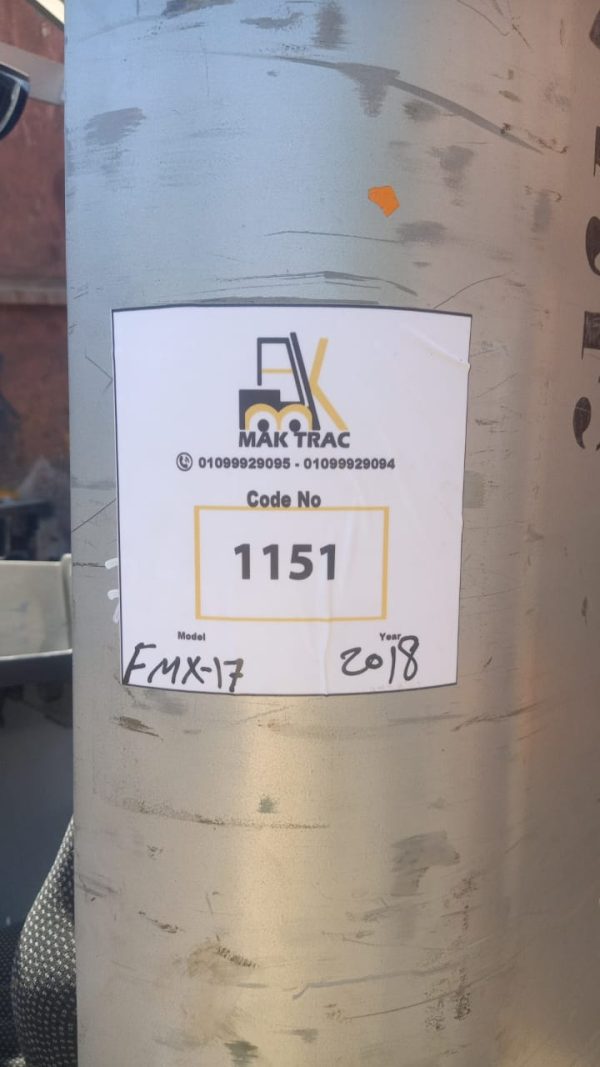 MAK TRAC
01099929095 - 01099929094
Code No
1151
Model Year
FMX-17 2018